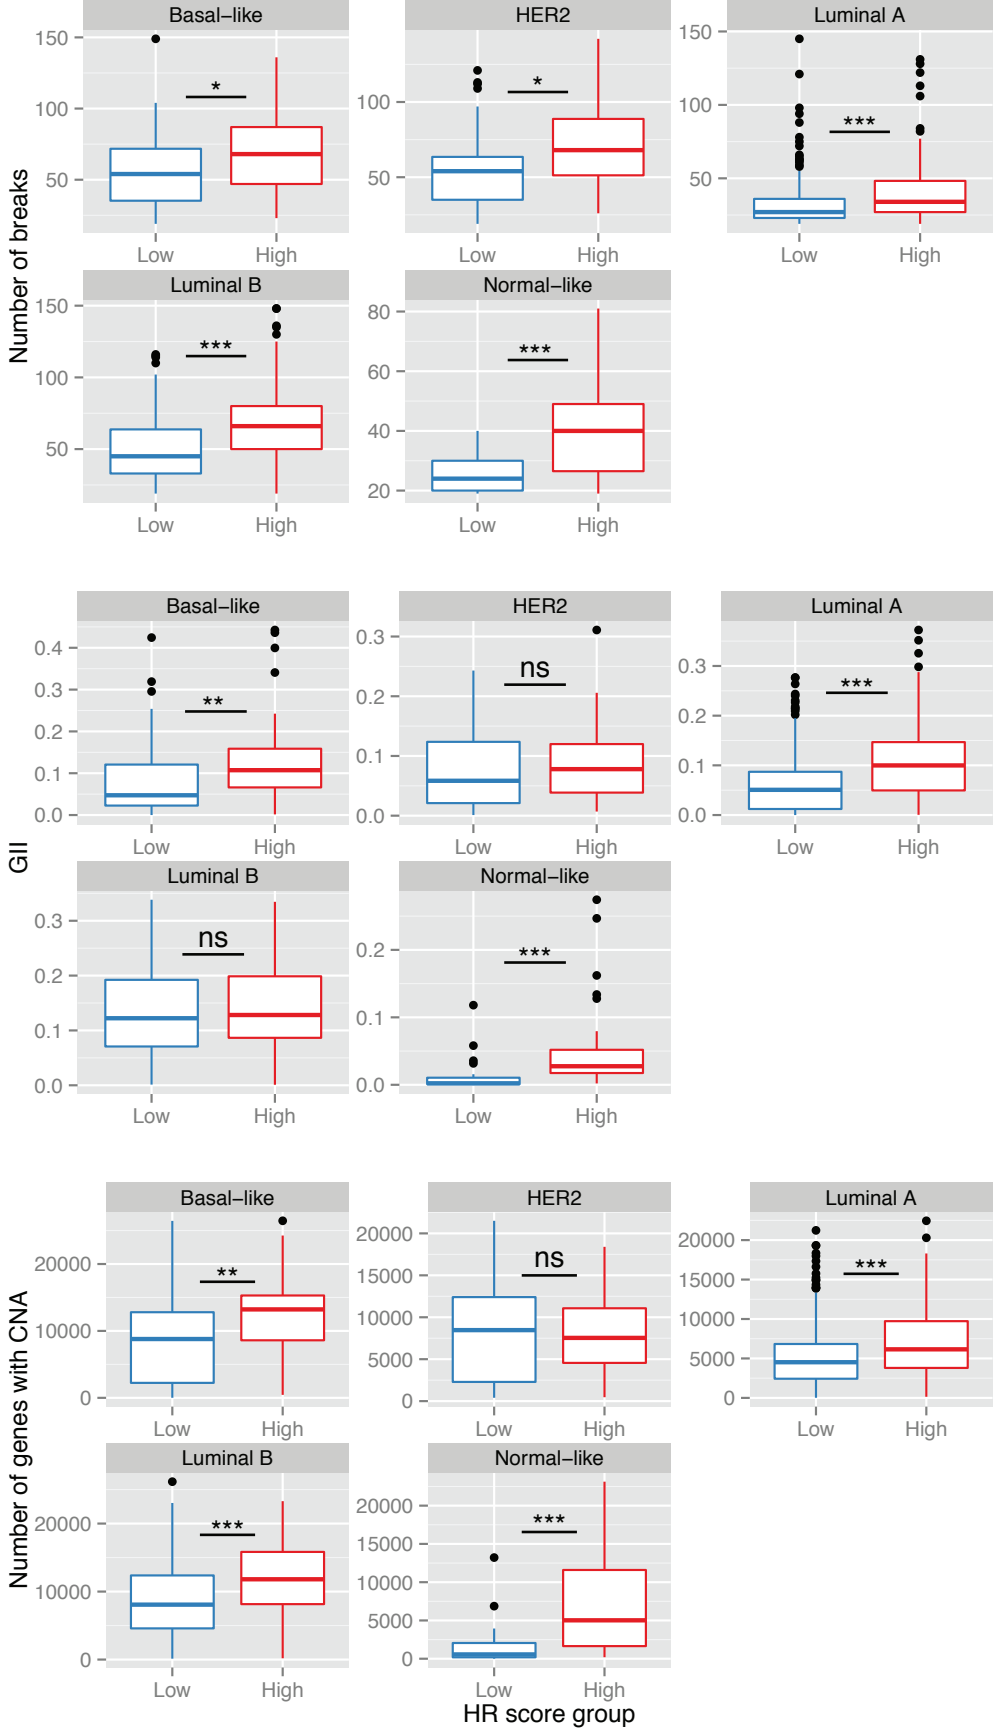 Number of breaks
Basal-like
150
100
50
*
Low High
HER2
100
50
*
Low High
Luminal A
150
100
50
***
Low High
Luminal B
150
100
50
***
Low High
Normal-like
80
60
40
20
***
Low High
GII
Basal-like
0.4
0.3
0.2
0.1
0.0
**
Low High
HER2
0.3
0.2
0.1
0.0
ns
Low High
Luminal A
0.3
0.2
0.1
0.0
***
Low High
Luminal B
0.3
0.2
0.1
0.0
ns
Low High
Normal-like
0.2
0.1
0.0
***
Low High
Number of genes with CNA
Basal-like
20000
10000
0
**
Low High
HER2
20000
15000
10000
5000
0
ns
Low High
Luminal A
20000
15000
10000
5000
0
***
Low High
Luminal B
20000
10000
0
***
Low High
Normal-like
20000
15000
10000
5000
0
***
Low High
HR score group